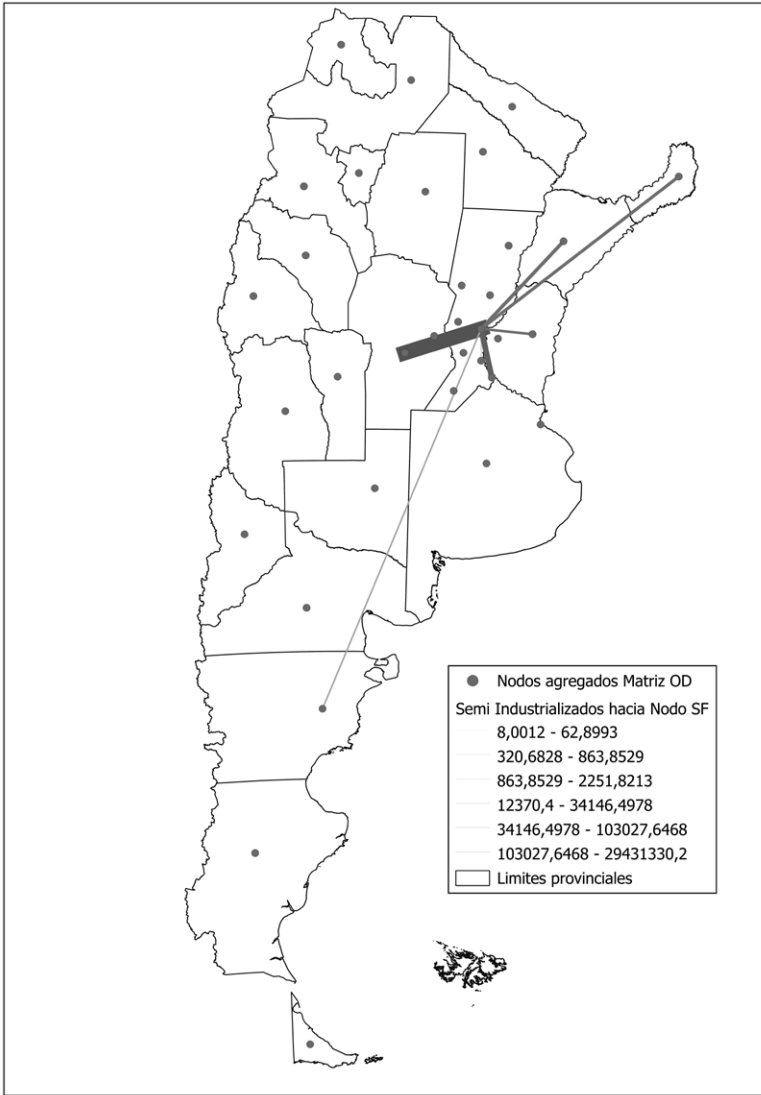 Nodos agregados Matriz OD
Semi Industrializados hacia Nodo SF
8,0012 - 62,8993
320,6828 - 863,8529
863,8529 - 2251,8213
12370,4 - 34146,4978
34146,4978 - 103027,6468
103027,6468 - 29431330,2
Limites provinciales